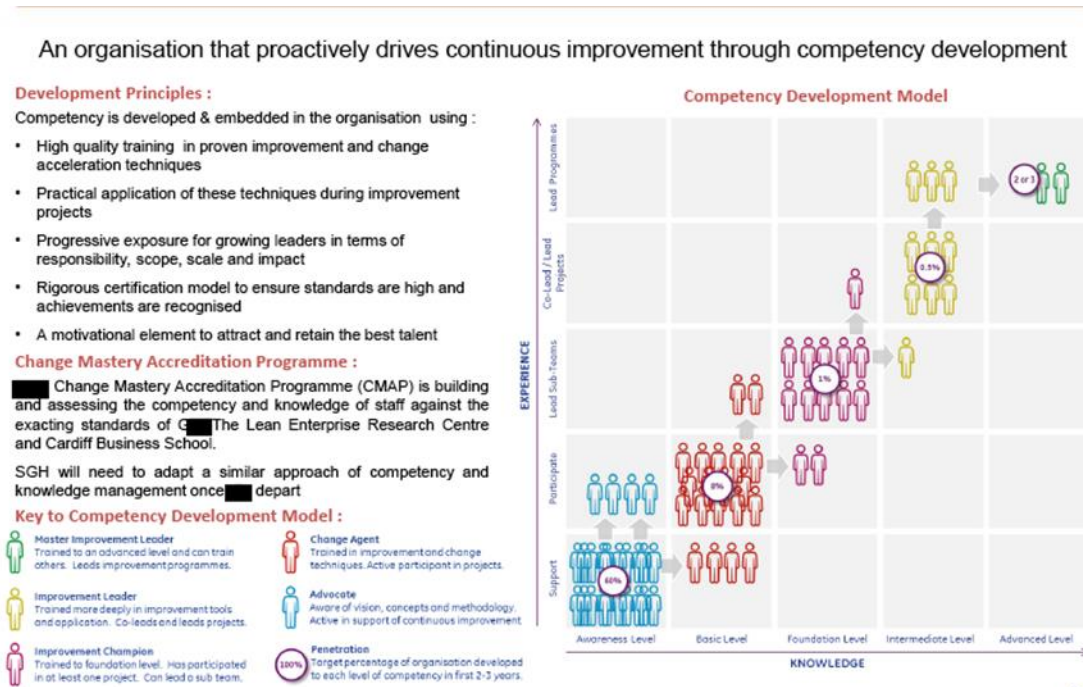 An organisation that proactively drives continuous improvement through competency development
Development Principles :
Competency is developed & embedded in the organisation using :
• High quality training in proven improvement and change
acceleration techniques
• Practical application of these techniques during improvement
projects
• Progressive exposure for growing leaders in terms of
responsibility, scope, scale and impact
• Rigorous certification model to ensure standards are high and
achievements are recognised
• A motivational element to attract and retain the best talent
Change Mastery Accreditation Programme :
Change Mastery Accreditation Programme (CMAP) is building
and assessing the competency and knowledge of staff against the
exacting standards of G The Lean Enterprise Research Centre
and Cardiff Business School.
SGH will need to adapt a similar approach of competency and
knowledge management once depart
Key to Competency Development Model :
Master Improvement Leader
Trained to an advanced level and can train
others. Leads improvement programmes.
Improvement Leader
Trained more deeply in improvement tools
and application. Co-leads and leads projects.
Improvement Champion
Trained to foundation level. Has participated
in at least one project. Can lead a sub team.
Change Agent
Trained in improvement and change
techniques. Active participant in projects.
Advocate
Aware of vision, concepts and methodology.
Active in support of continuous improvement
100%
Penetration
Target percentage of organisation developed
to each level of competency in first 2-3 years.
Competency Development Model
EXPERIENCE
Lead Programmes
Co-Lead / Lead
Projects
Lead Sub-Teams
Participate
Support
2 or 3
0.5%
1%
8%
60%
Awareness Level
Basic Level
Foundation Level
Intermediate Level
Advanced Level
KNOWLEDGE